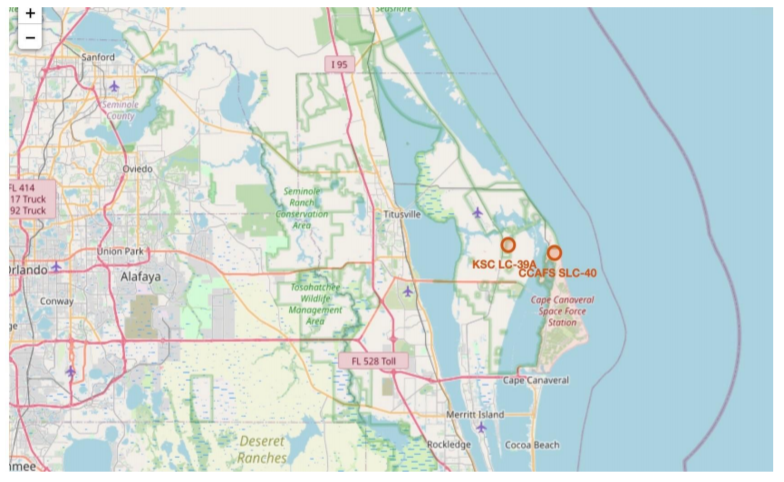 +
−
Seashore
I 95
Sanford
Seminole
County
Oviedo
FL 414
17 Truck
92 Truck
Seminole
Ranch
Conservation
Area
Titusville
Union Park
Orlando
Alafaya
KSC LC-39A
CCAFS SLC-40
Conway
Tosohatchee
Wildlife
Management
Area
Cape Canaveral
Space Force
Station
FL 528 Toll
Cape Canaveral
Merritt Island
Deseret
Ranches
Rockledge
Cocoa Beach
mmee